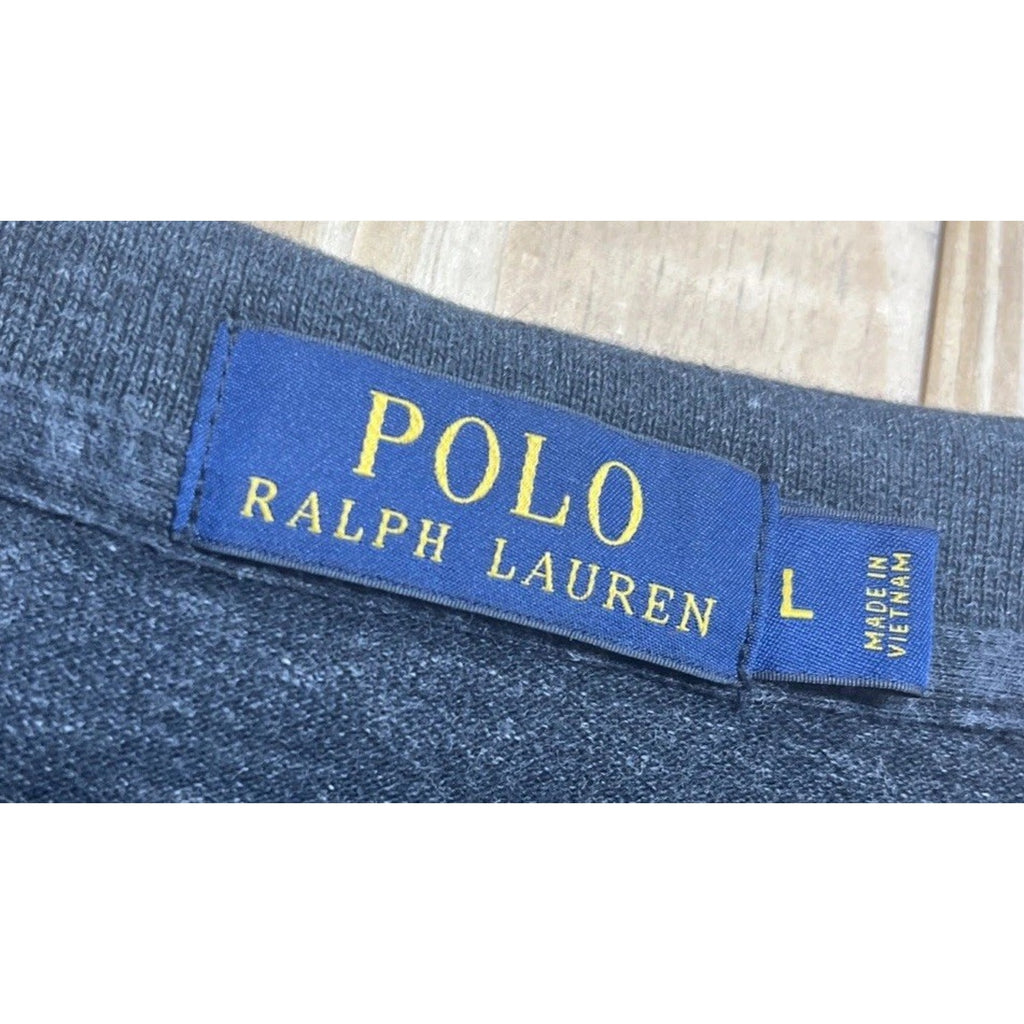 POLO
RALPH LAUREN
L
MADE IN
VIETNAM